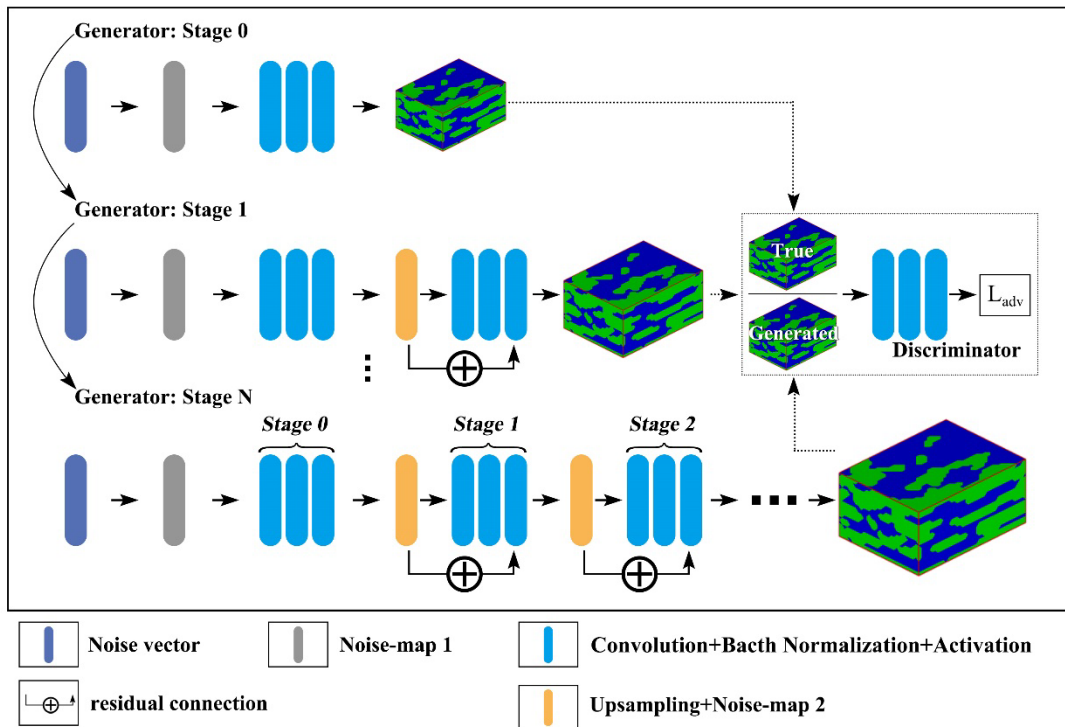 Generator: Stage 0
Generator: Stage 1
True
Generated
L_adv
Discriminator
Generator: Stage N
Stage 0
Stage 1
Stage 2
Noise vector
Noise-map 1
Convolution+Bacth Normalization+Activation
residual connection
Upsampling+Noise-map 2